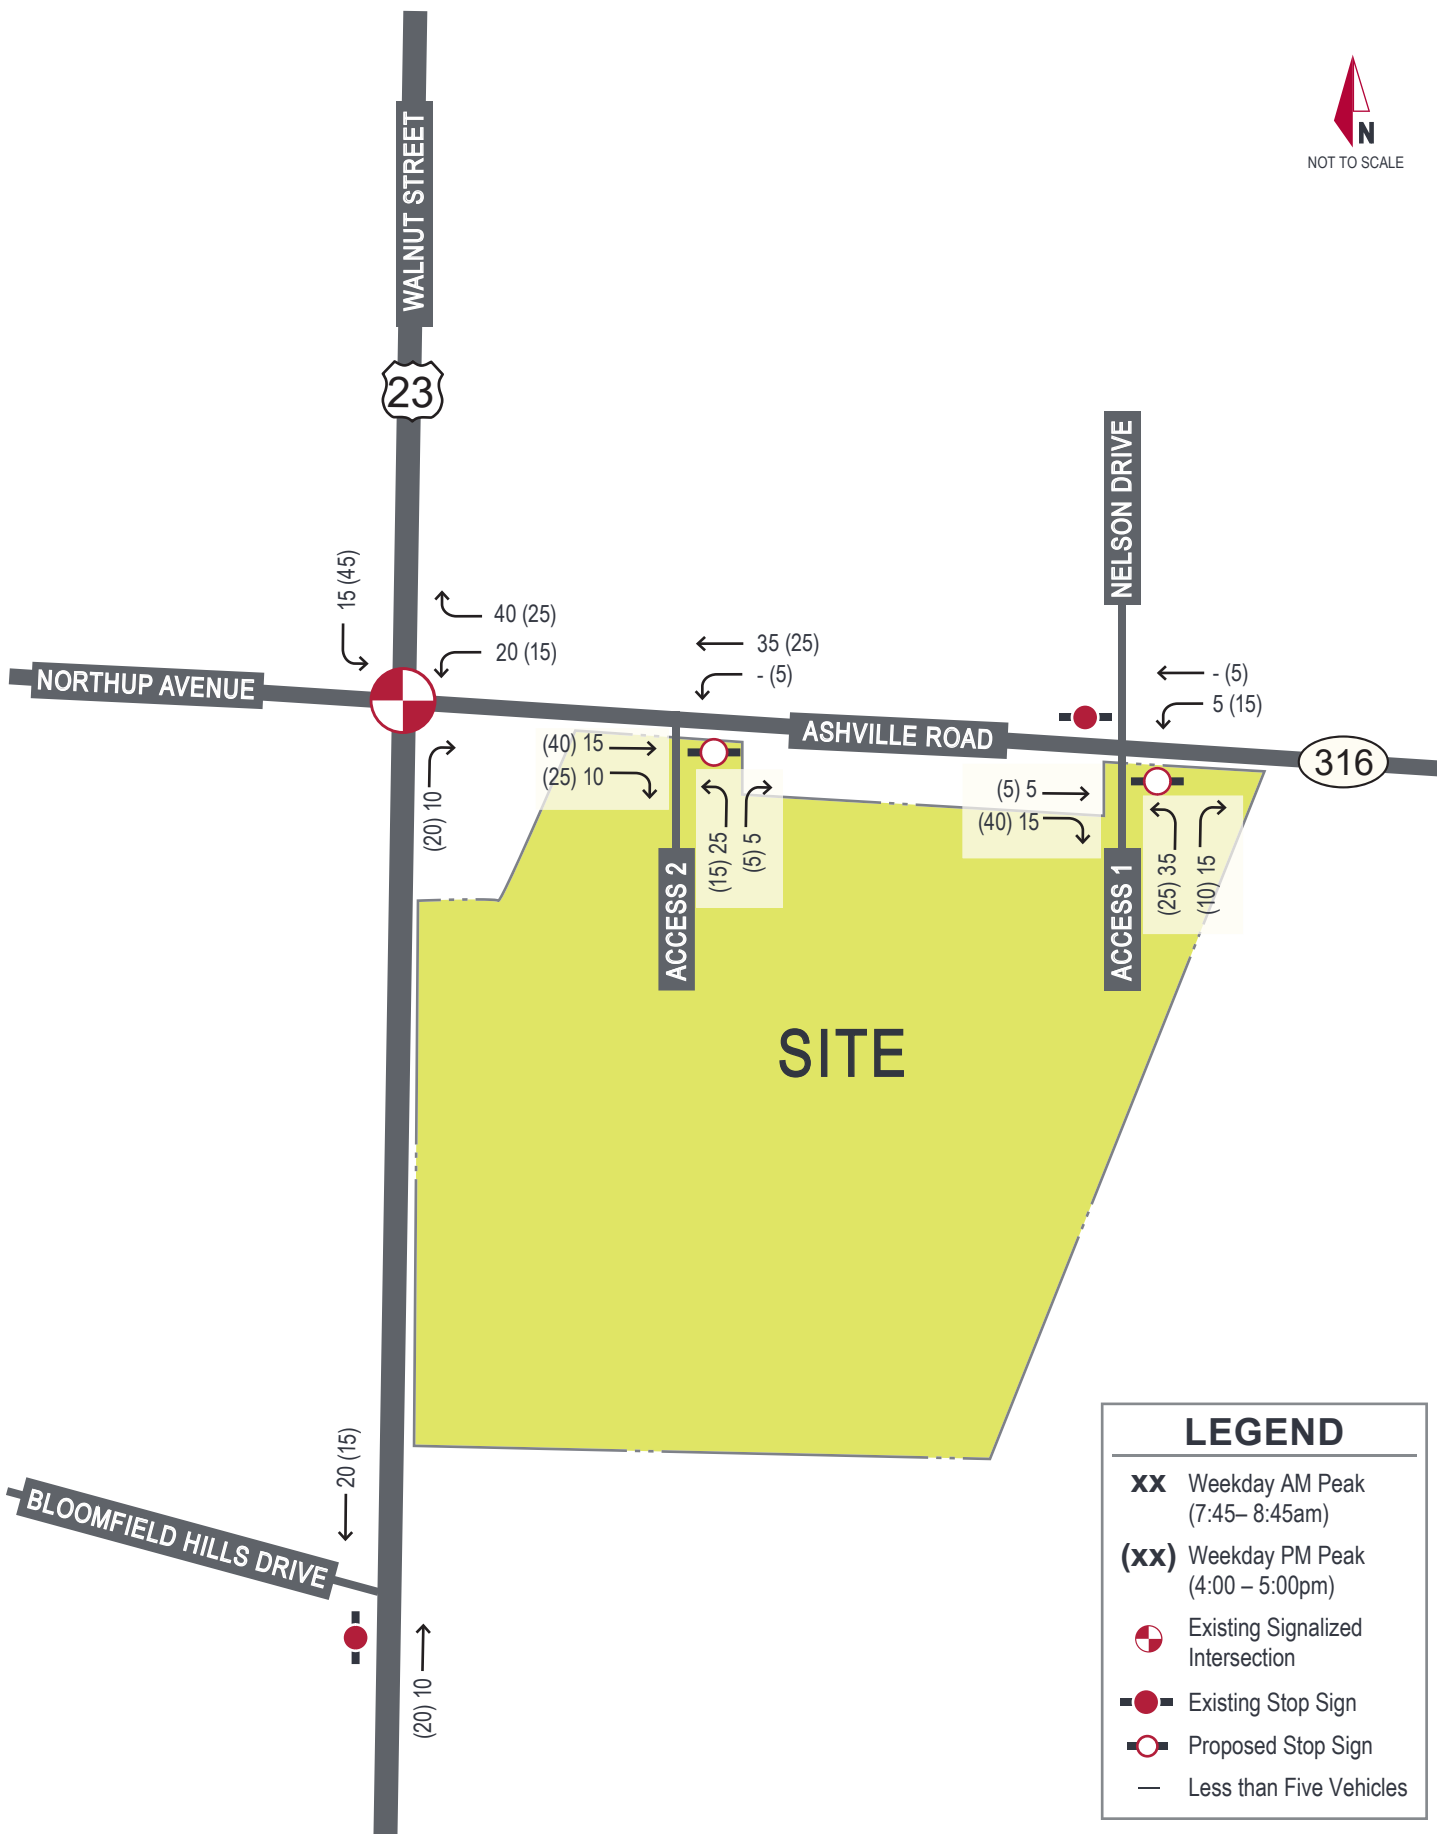 N
NOT TO SCALE
WALNUT STREET
23
NELSON DRIVE
15 (45)
40 (25)
20 (15)
35 (25)
- (5)
- (5)
5 (15)
NORTHUP AVENUE
ASHVILLE ROAD
316
(20) 10
(40) 15
(25) 10
(15) 25
(5) 5
(5) 5
(40) 15
(25) 35
(10) 15
ACCESS 2
ACCESS 1
SITE
20 (15)
BLOOMFIELD HILLS DRIVE
(20) 10
LEGEND
XX Weekday AM Peak
(7:45– 8:45am)
(XX) Weekday PM Peak
(4:00 – 5:00pm)
Existing Signalized
Intersection
Existing Stop Sign
Proposed Stop Sign
— Less than Five Vehicles